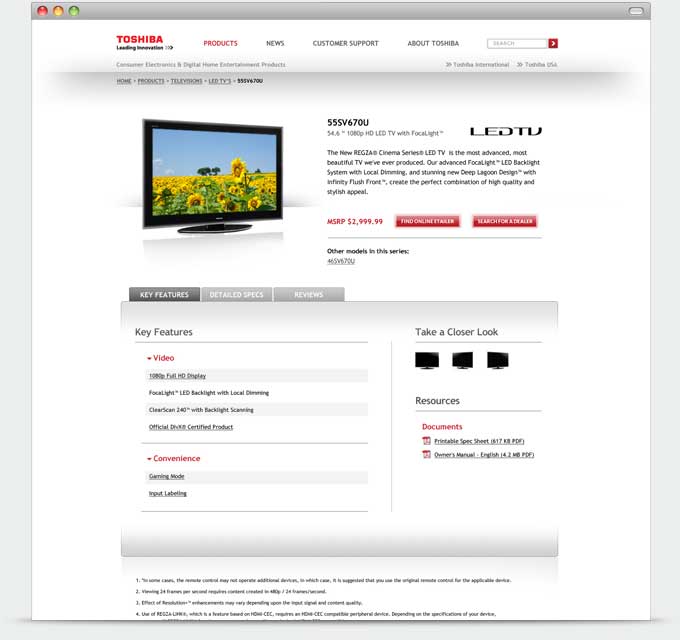 TOSHIBA
Leading Innovation >>>
PRODUCTS
NEWS
CUSTOMER SUPPORT
ABOUT TOSHIBA
SEARCH
Consumer Electronics & Digital Home Entertainment Products
>> Toshiba International
>> Toshiba USA
HOME > PRODUCTS > TELEVISIONS > LED TV'S > 55SV670U
55SV670U
54.6 " 1080p HD LED TV with FocaLight™
LEDTV
The New REGZA® Cinema Series® LED TV is the most advanced, most
beautiful TV we've ever produced. Our advanced FocaLight™ LED Backlight
System with Local Dimming, and stunning new Deep Lagoon Design™ with
Infinity Flush Front™, create the perfect combination of high quality and
stylish appeal.
MSRP $2,999.99
FIND ONLINE ETAILER
SEARCH FOR A DEALER
Other models in this series:
46SV670U
KEY FEATURES
DETAILED SPECS
REVIEWS
Key Features
Video
1080p Full HD Display
FocaLight™ LED Backlight with Local Dimming
ClearScan 240™ with Backlight Scanning
Official DivX® Certified Product
Convenience
Gaming Mode
Input Labeling
Take a Closer Look
Resources
Documents
Printable Spec Sheet (617 KB PDF)
Owner's Manual - English (4.2 MB PDF)
1. *In some cases, the remote control may not operate additional devices, in which case, it is suggested that you use the original remote control for the applicable device.
2. Viewing 24 frames per second requires content created in 480p / 24 frames/second.
3. Effect of Resolution+™ enhancements may vary depending upon the input signal and content quality.
4. Use of REGZA-LINK®, which is a feature based on HDMI-CEC, requires an HDMI-CEC compatible peripheral device. Depending on the specifications of your device,